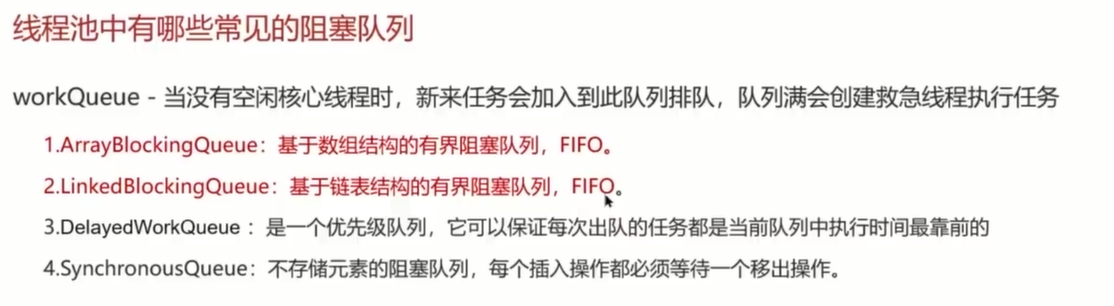 线程池中有哪些常见的阻塞队列
workQueue - 当没有空闲核心线程时，新来任务会加入到此队列排队，队列满会创建救急线程执行任务
1.ArrayBlockingQueue：基于数组结构的有界阻塞队列，FIFO。
2.LinkedBlockingQueue：基于链表结构的有界阻塞队列，FIFO。
3.DelayedWorkQueue ：是一个优先级队列，它可以保证每次出队的任务都是当前队列中执行时间最靠前的
4.SynchronousQueue：不存储元素的阻塞队列，每个插入操作都必须等待一个移出操作。